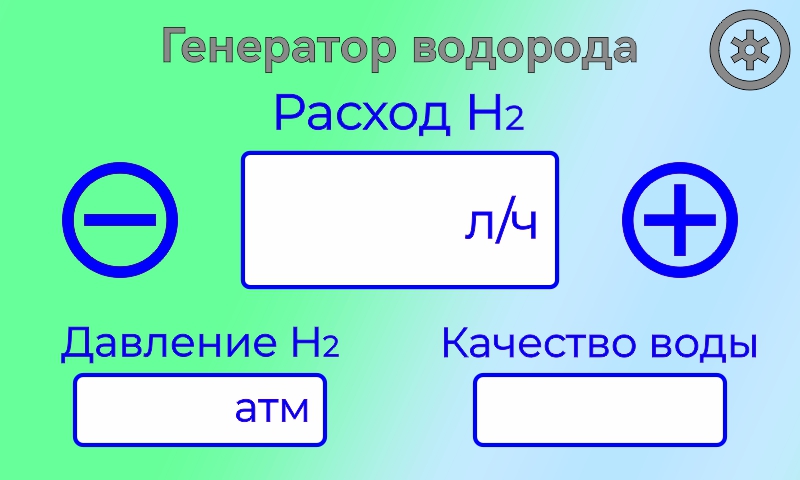 Генератор водорода
Расход H2
л/ч
Давление H2
Качество воды
атм